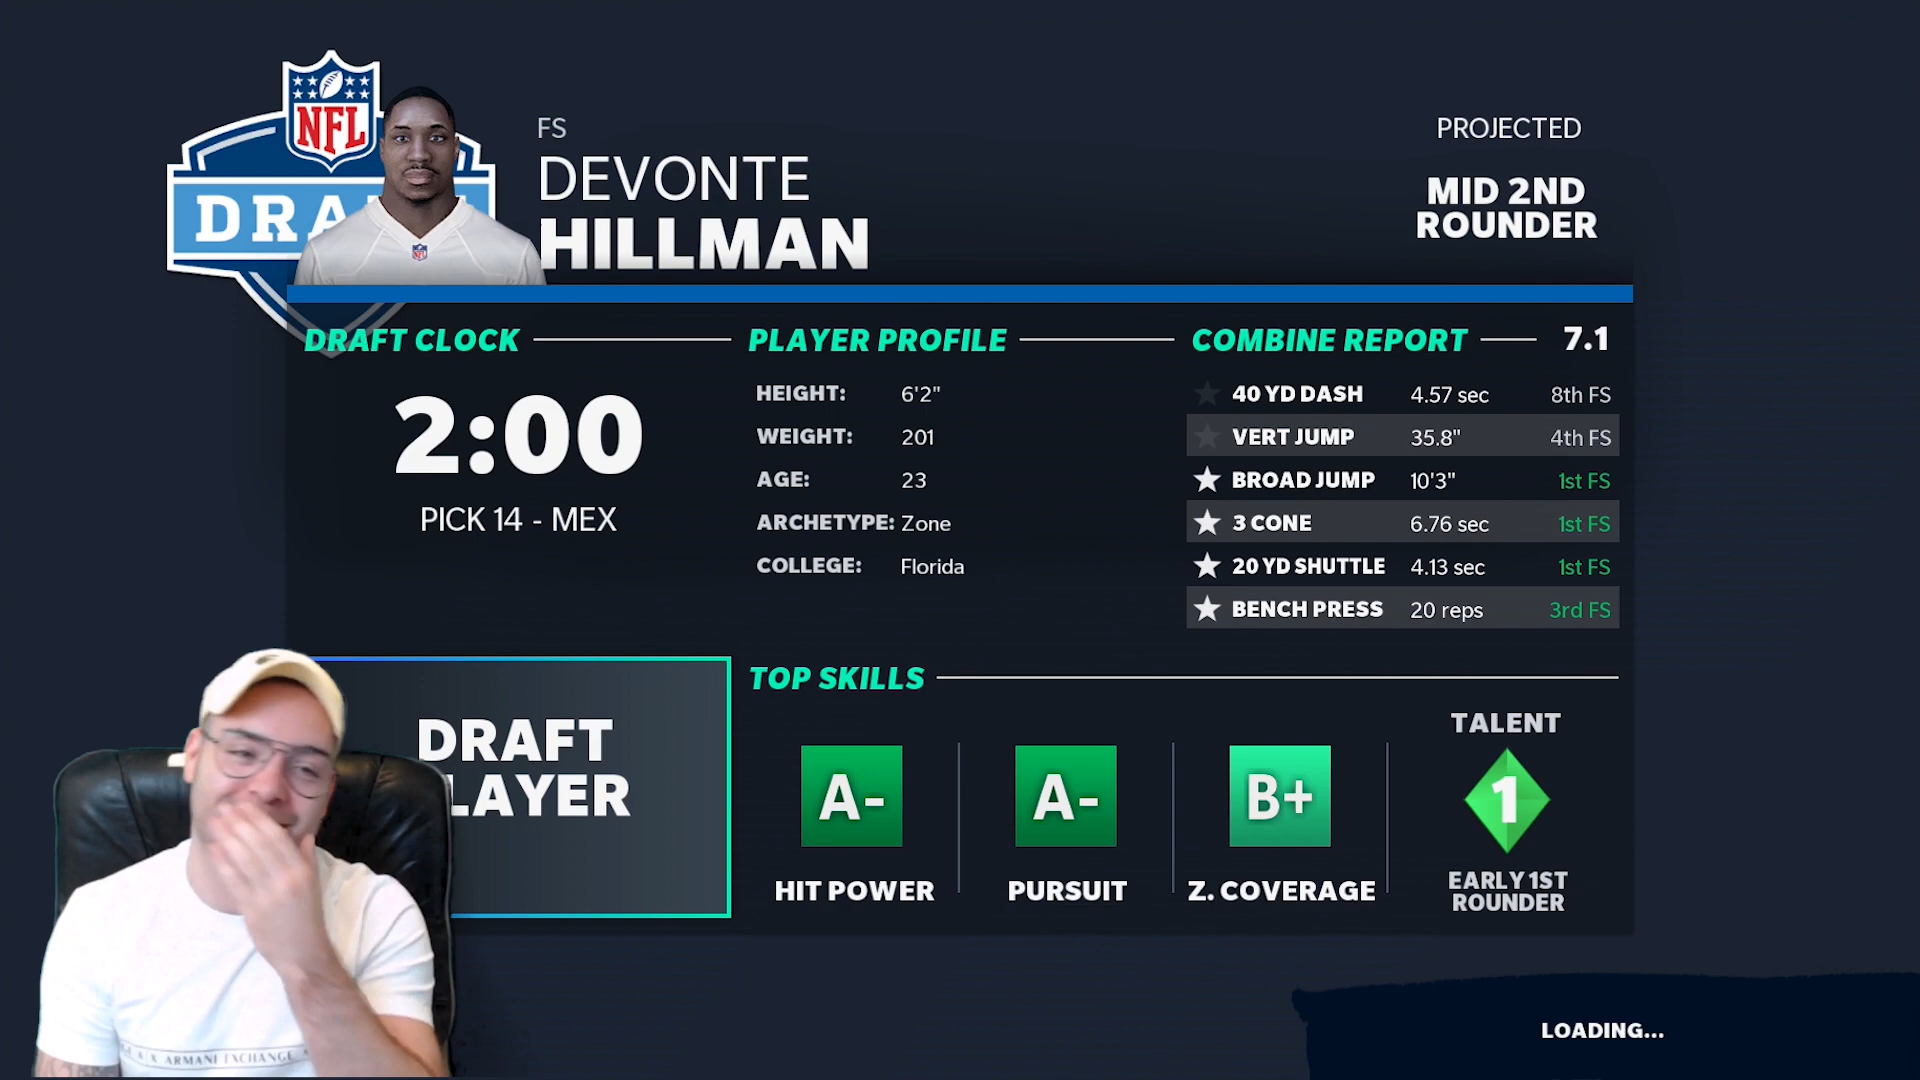 NFL
DRA
FS
DEVONTE
HILLMAN
PROJECTED
MID 2ND
ROUNDER
DRAFT CLOCK
2:00
PICK 14 - MEX
PLAYER PROFILE
HEIGHT: 6'2"
WEIGHT: 201
AGE: 23
ARCHETYPE: Zone
COLLEGE: Florida
COMBINE REPORT 7.1
40 YD DASH 4.57 sec 8th FS
VERT JUMP 35.8" 4th FS
BROAD JUMP 10'3" 1st FS
3 CONE 6.76 sec 1st FS
20 YD SHUTTLE 4.13 sec 1st FS
BENCH PRESS 20 reps 3rd FS
DRAFT
LAYER
TOP SKILLS
A-
HIT POWER
A-
PURSUIT
B+
Z. COVERAGE
TALENT
1
EARLY 1ST
ROUNDER
A|X ARMANI EXCHANGE
LOADING...